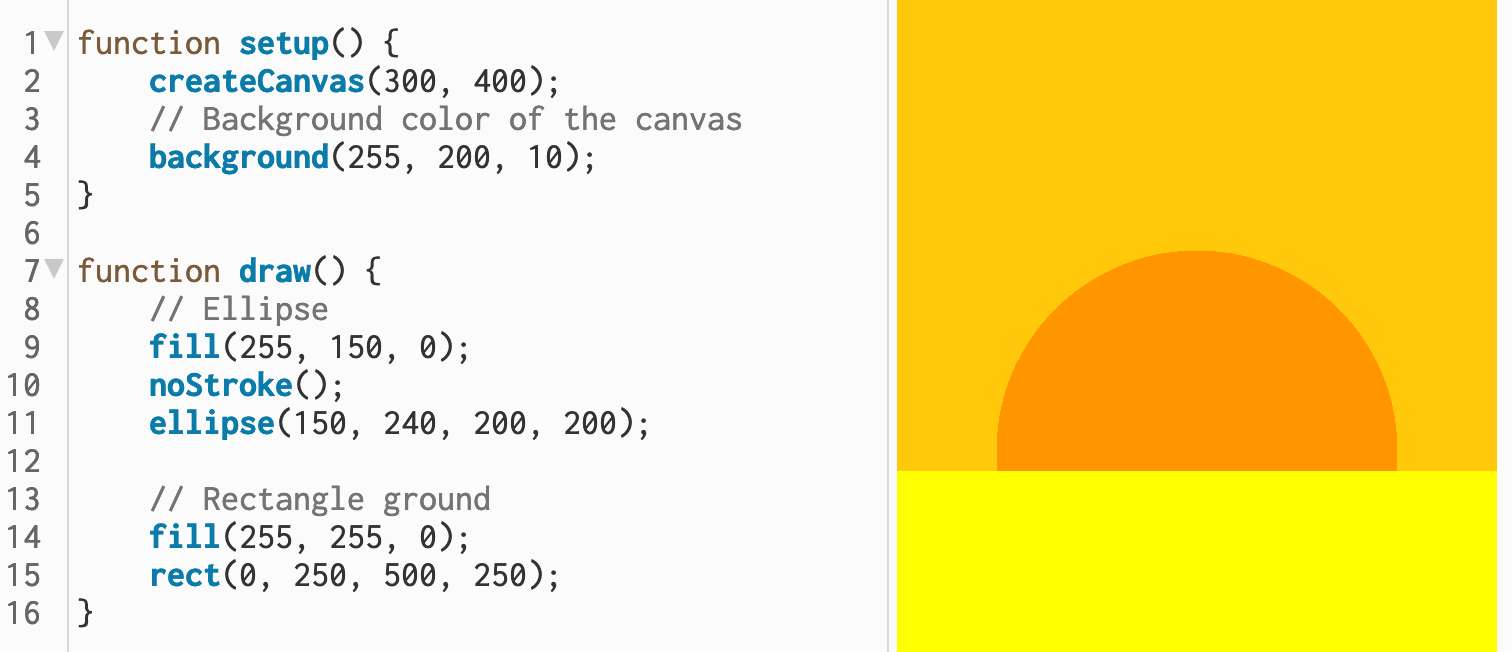 1 function setup() {
2     createCanvas(300, 400);
3     // Background color of the canvas
4     background(255, 200, 10);
5 }
6
7 function draw() {
8     // Ellipse
9     fill(255, 150, 0);
10     noStroke();
11     ellipse(150, 240, 200, 200);
12
13     // Rectangle ground
14     fill(255, 255, 0);
15     rect(0, 250, 500, 250);
16 }